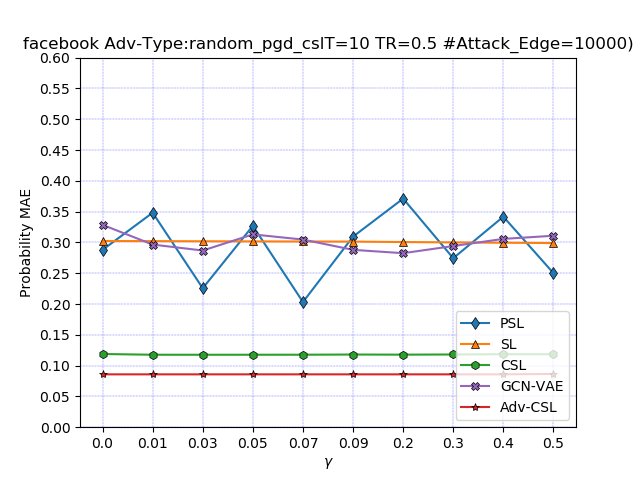 facebook Adv-Type:random_pgd_cslT=10 TR=0.5 #Attack_Edge=10000)
0.60
0.55
0.50
0.45
0.40
0.35
0.30
0.25
0.20
0.15
0.10
0.05
0.00
Probability MAE
PSL
SL
CSL
GCN-VAE
Adv-CSL
0.0 0.01 0.03 0.05 0.07 0.09 0.2 0.3 0.4 0.5
γ